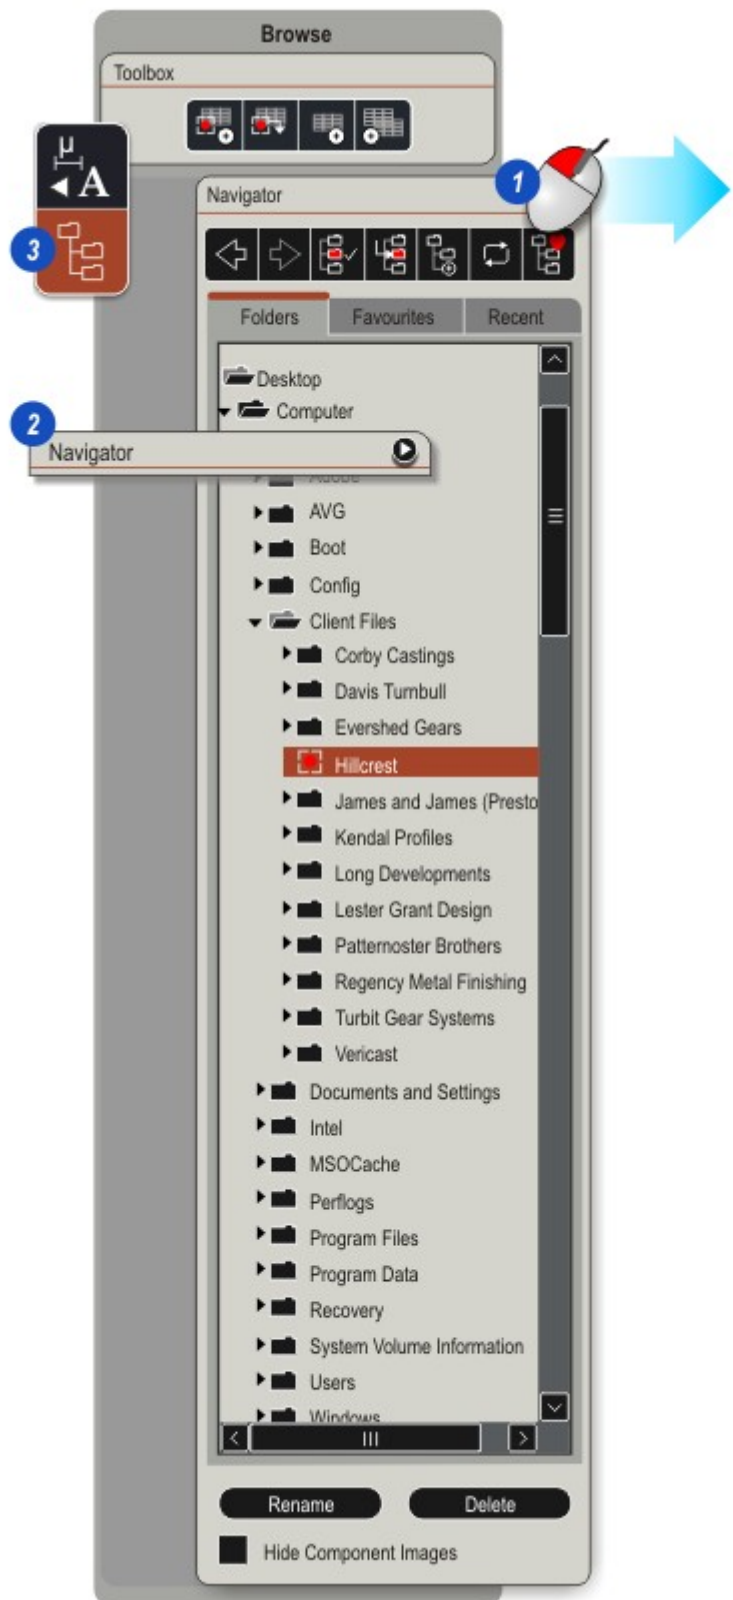 Browse
Toolbox
µ
A
1
Navigator
3
Folders Favourites Recent
Desktop
Computer
2
Navigator
Adobe
AVG
Boot
Config
Client Files
Corby Castings
Davis Turnbull
Evershed Gears
Hillcrest
James and James (Presto
Kendal Profiles
Long Developments
Lester Grant Design
Patternoster Brothers
Regency Metal Finishing
Turbit Gear Systems
Vericast
Documents and Settings
Intel
MSOCache
Perflogs
Program Files
Program Data
Recovery
System Volume Information
Users
Windows
Rename Delete
Hide Component Images